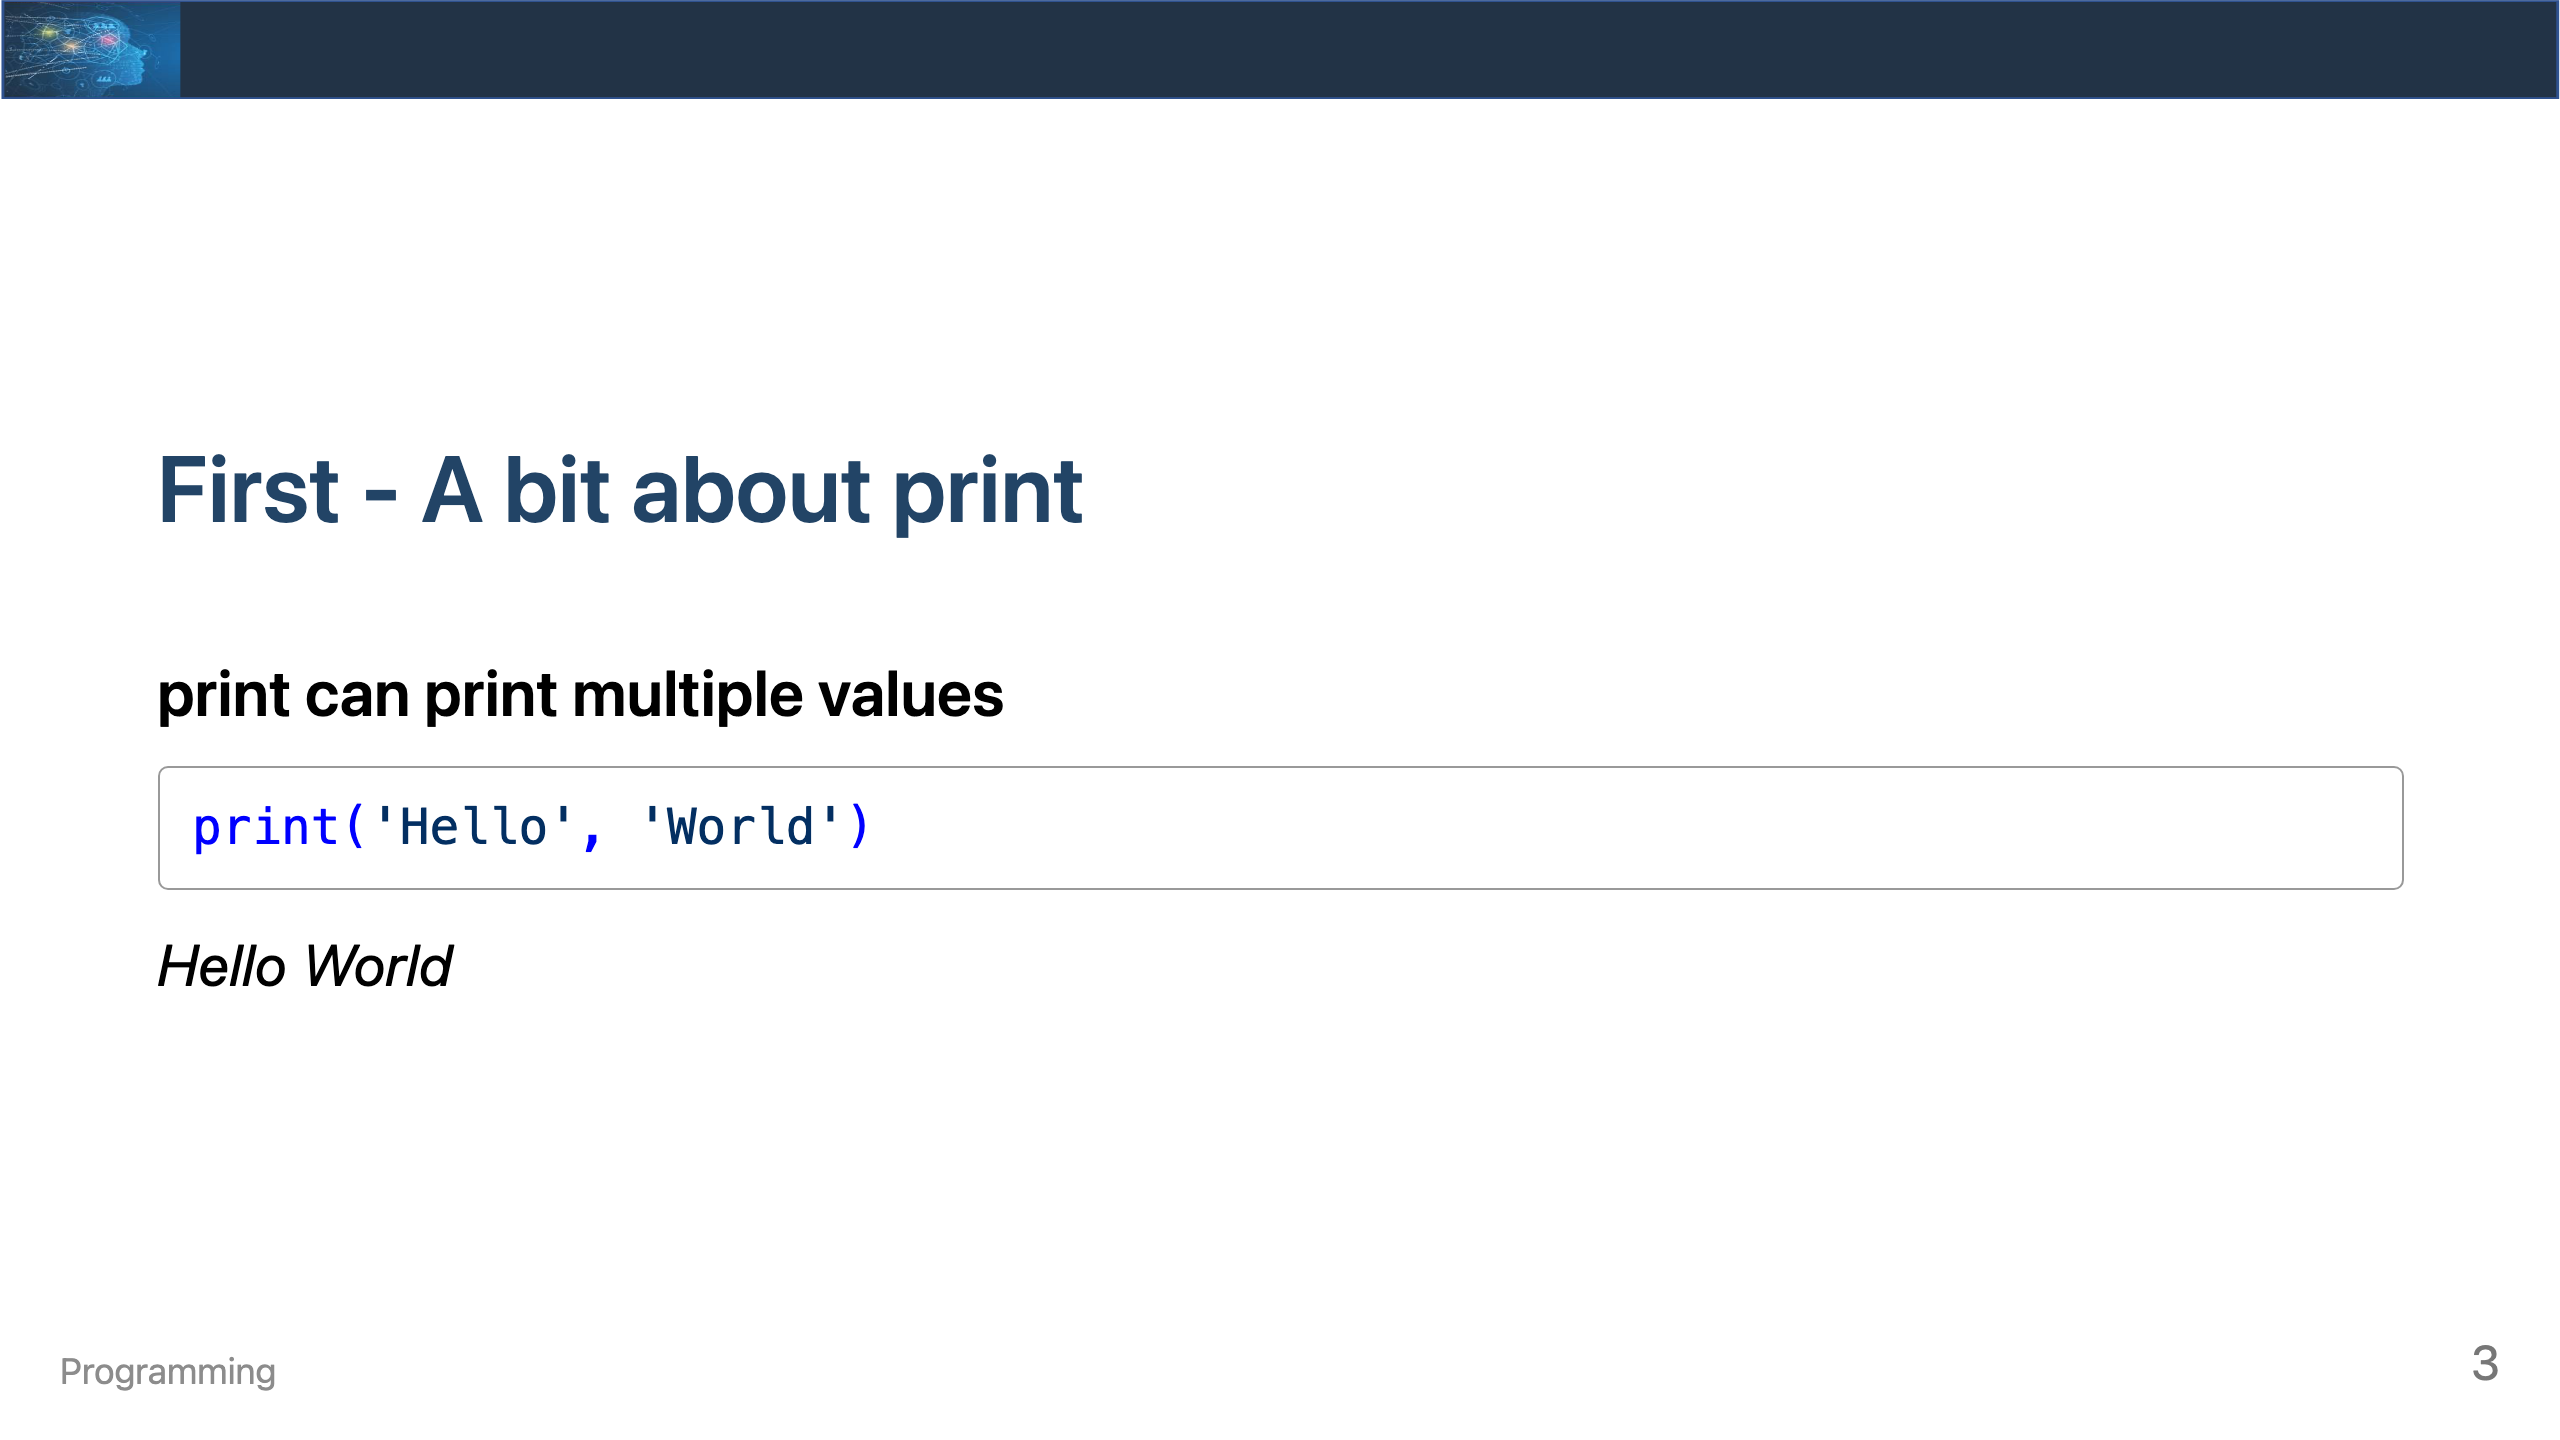 First - A bit about print
print can print multiple values
print('Hello', 'World')
Hello World
Programming
3